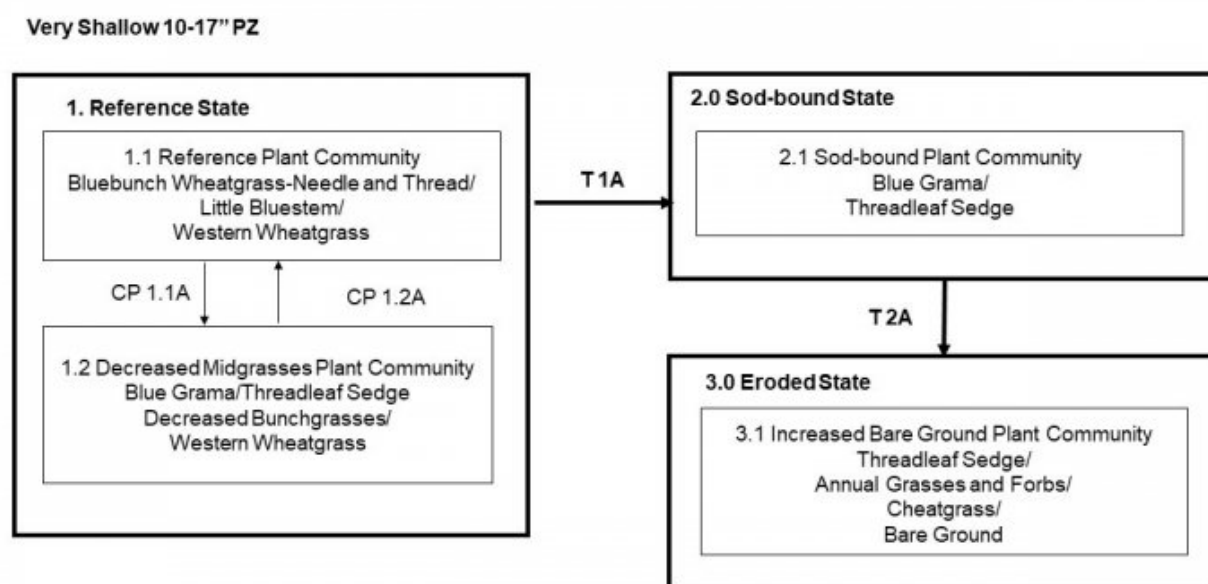 Very Shallow 10-17” PZ
1. Reference State
1.1 Reference Plant Community
Bluebunch Wheatgrass-Needle and Thread/
Little Bluestem/
Western Wheatgrass
CP 1.1A
CP 1.2A
1.2 Decreased Midgrasses Plant Community
Blue Grama/Threadleaf Sedge
Decreased Bunchgrasses/
Western Wheatgrass
T 1A
2.0 Sod-bound State
2.1 Sod-bound Plant Community
Blue Grama/
Threadleaf Sedge
T 2A
3.0 Eroded State
3.1 Increased Bare Ground Plant Community
Threadleaf Sedge/
Annual Grasses and Forbs/
Cheatgrass/
Bare Ground